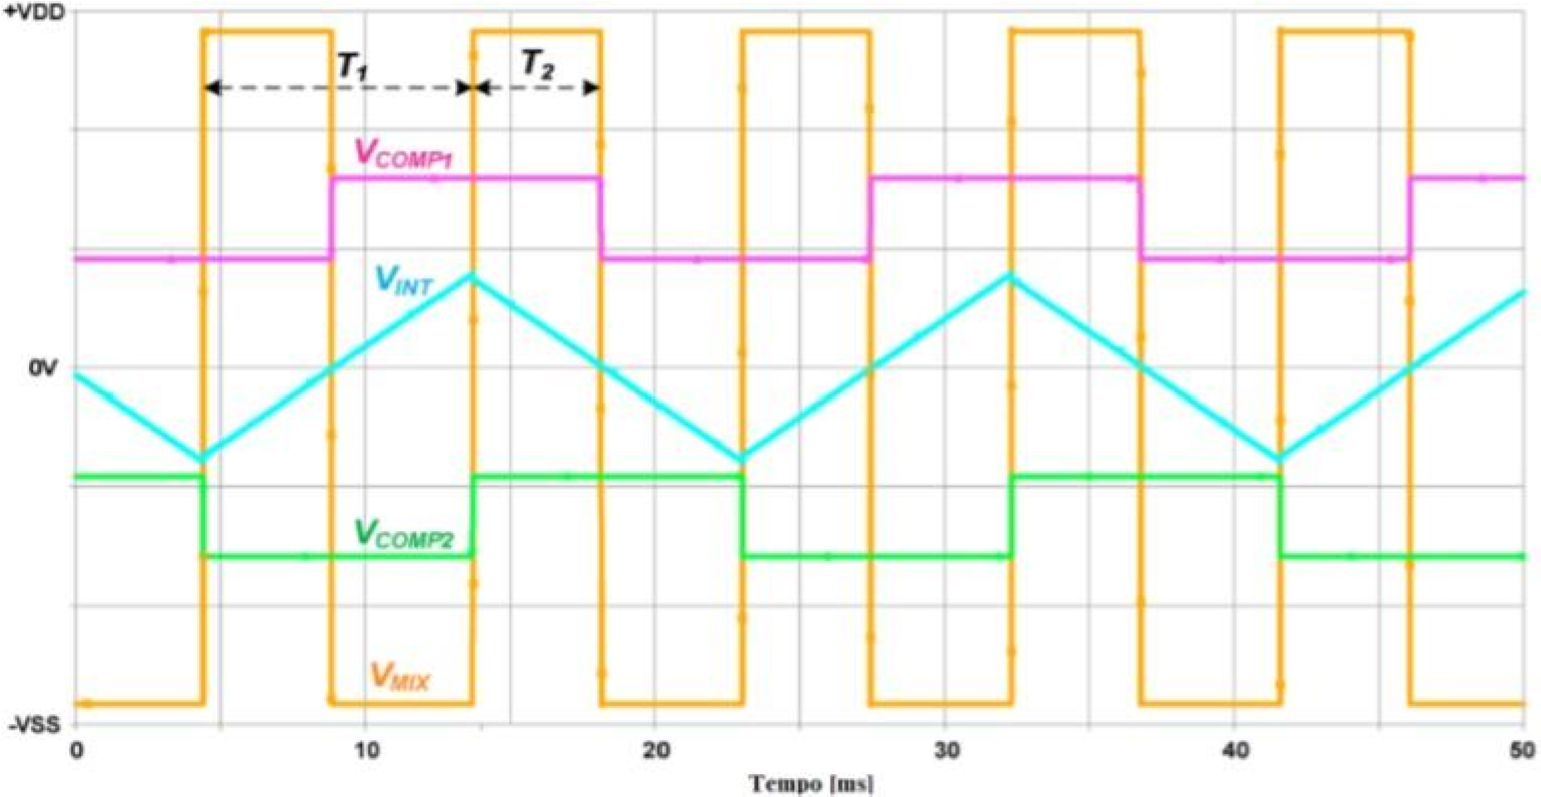 +VDD
T1
T2
VCOMP1
VINT
0V
VCOMP2
VMIX
-VSS
0 10 20 30 40 50
Tempo [ms]